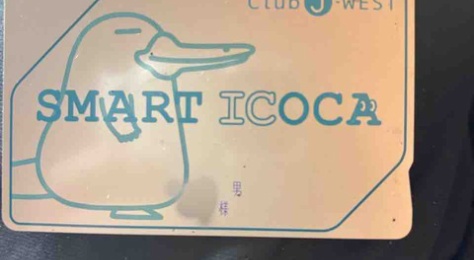 Club J-WEST
SMART ICOCA
男
様